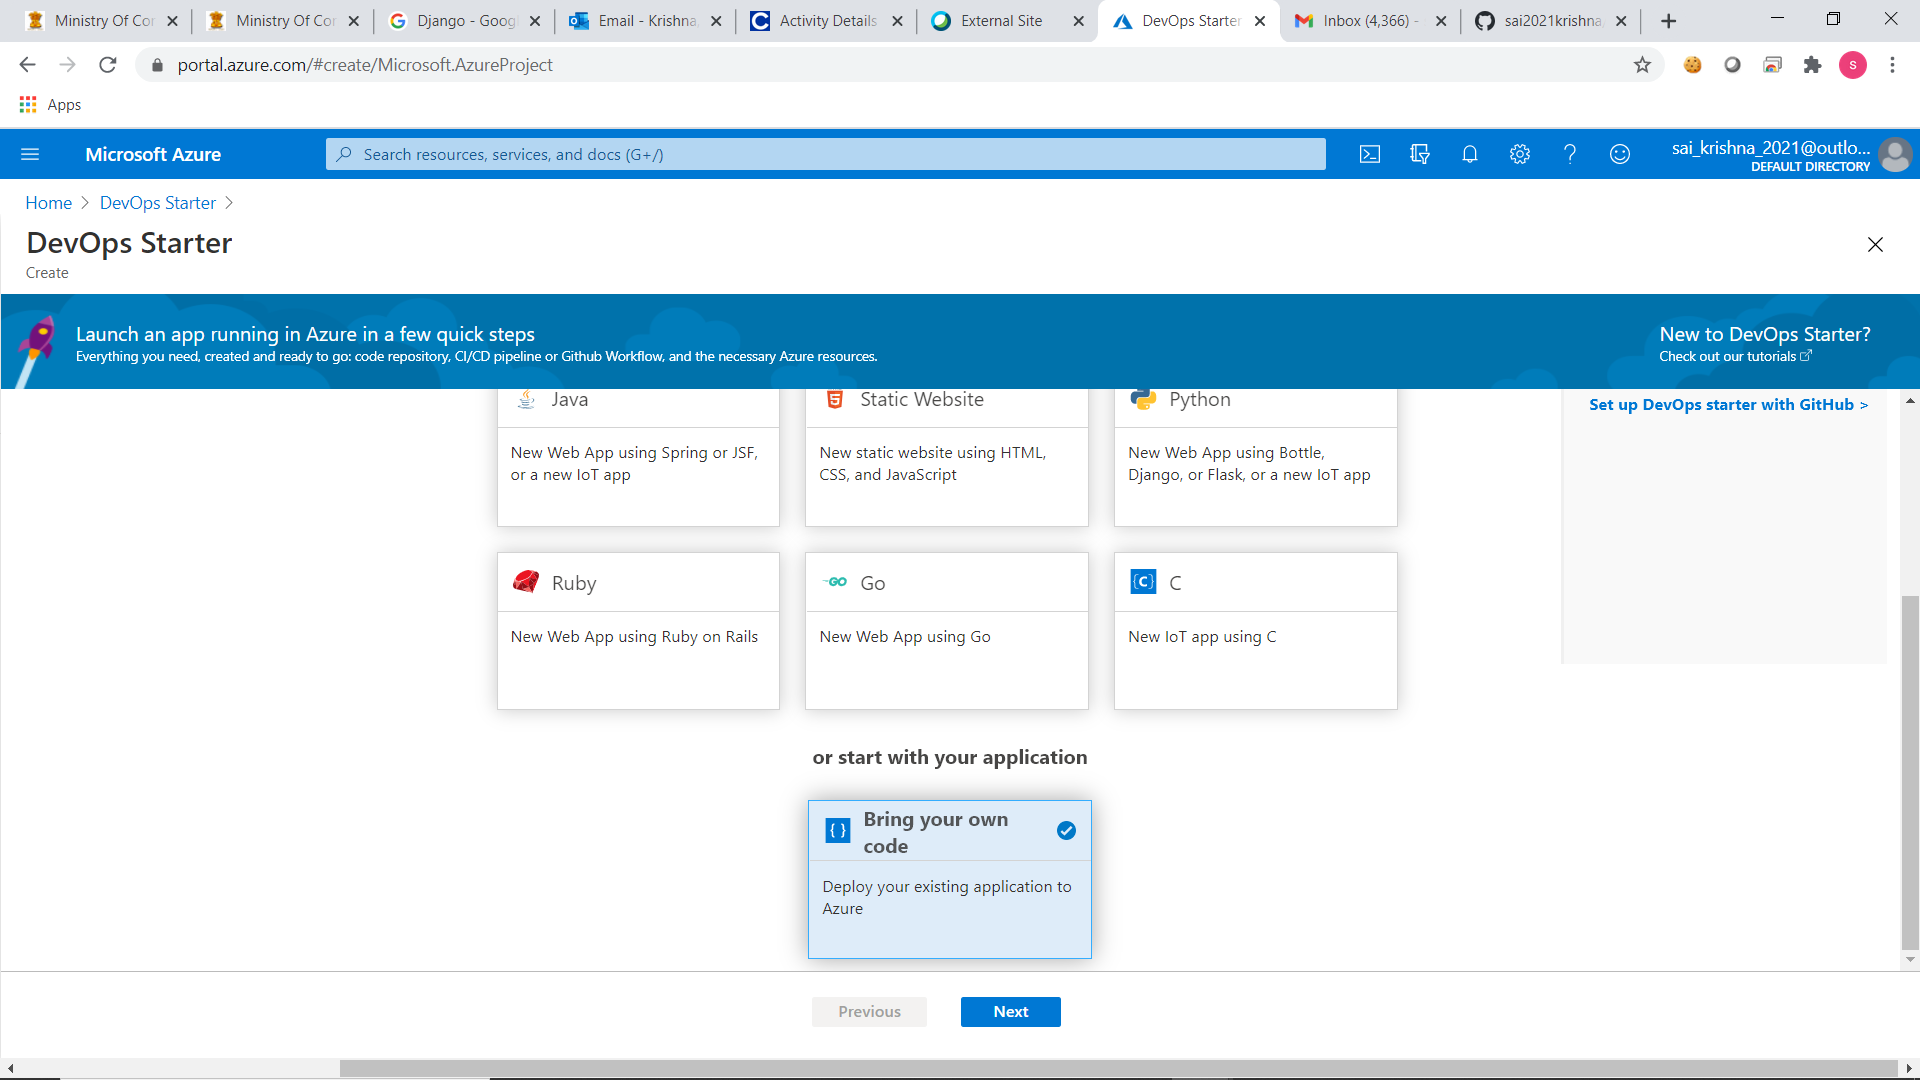 Ministry Of Cor
Ministry Of Cor
Django - Goog
Email - Krishna
Activity Details
External Site
DevOps Starter
Inbox (4,366) -
sai2021krishna
portal.azure.com/#create/Microsoft.AzureProject
S
Apps
Microsoft Azure
Search resources, services, and docs (G+/)
sai_krishna_2021@outlo...
DEFAULT DIRECTORY
Home > DevOps Starter >
DevOps Starter
Create
Launch an app running in Azure in a few quick steps
Everything you need, created and ready to go: code repository, CI/CD pipeline or Github Workflow, and the necessary Azure resources.
New to DevOps Starter?
Check out our tutorials
Set up DevOps starter with GitHub >
Java
New Web App using Spring or JSF,
or a new IoT app
Static Website
New static website using HTML,
CSS, and JavaScript
Python
New Web App using Bottle,
Django, or Flask, or a new IoT app
Ruby
New Web App using Ruby on Rails
GO Go
New Web App using Go
{C} C
New IoT app using C
or start with your application
{ } Bring your own
code
Deploy your existing application to
Azure
Previous
Next